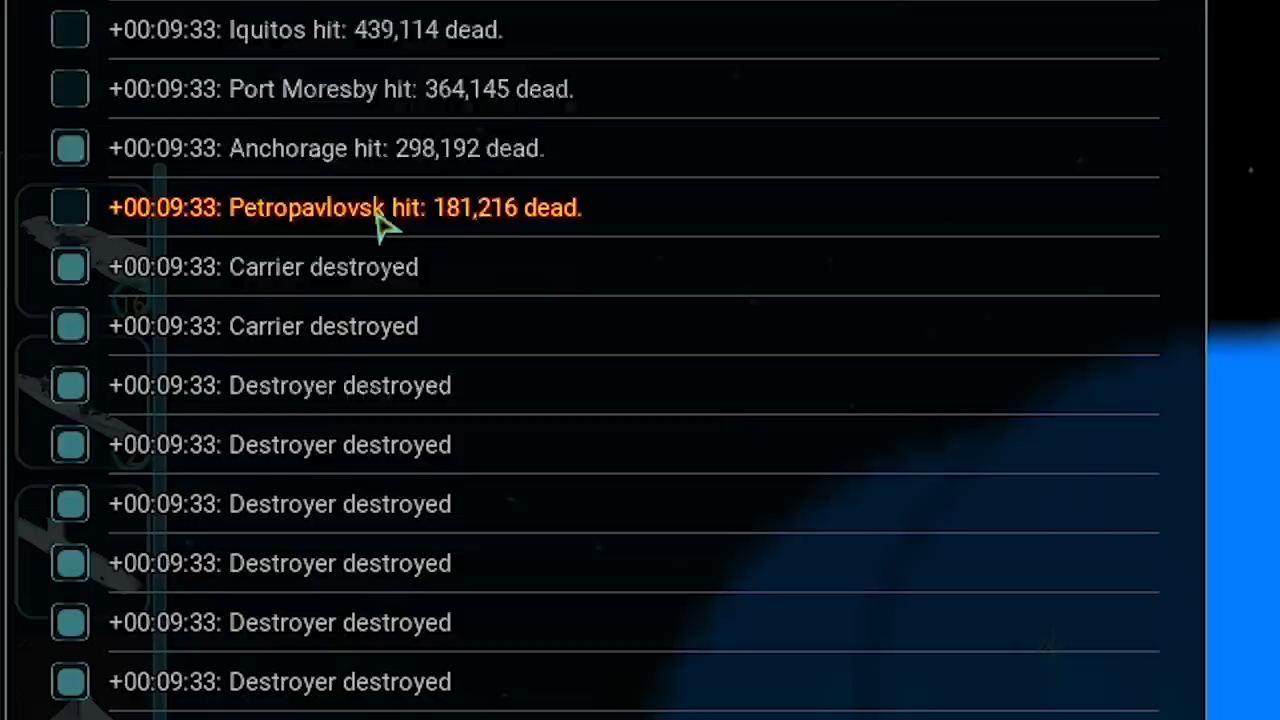 +00:09:33: Iquitos hit: 439,114 dead.
+00:09:33: Port Moresby hit: 364,145 dead.
+00:09:33: Anchorage hit: 298,192 dead.
+00:09:33: Petropavlovsk hit: 181,216 dead.
+00:09:33: Carrier destroyed
16
+00:09:33: Carrier destroyed
+00:09:33: Destroyer destroyed
+00:09:33: Destroyer destroyed
+00:09:33: Destroyer destroyed
+00:09:33: Destroyer destroyed
+00:09:33: Destroyer destroyed
+00:09:33: Destroyer destroyed